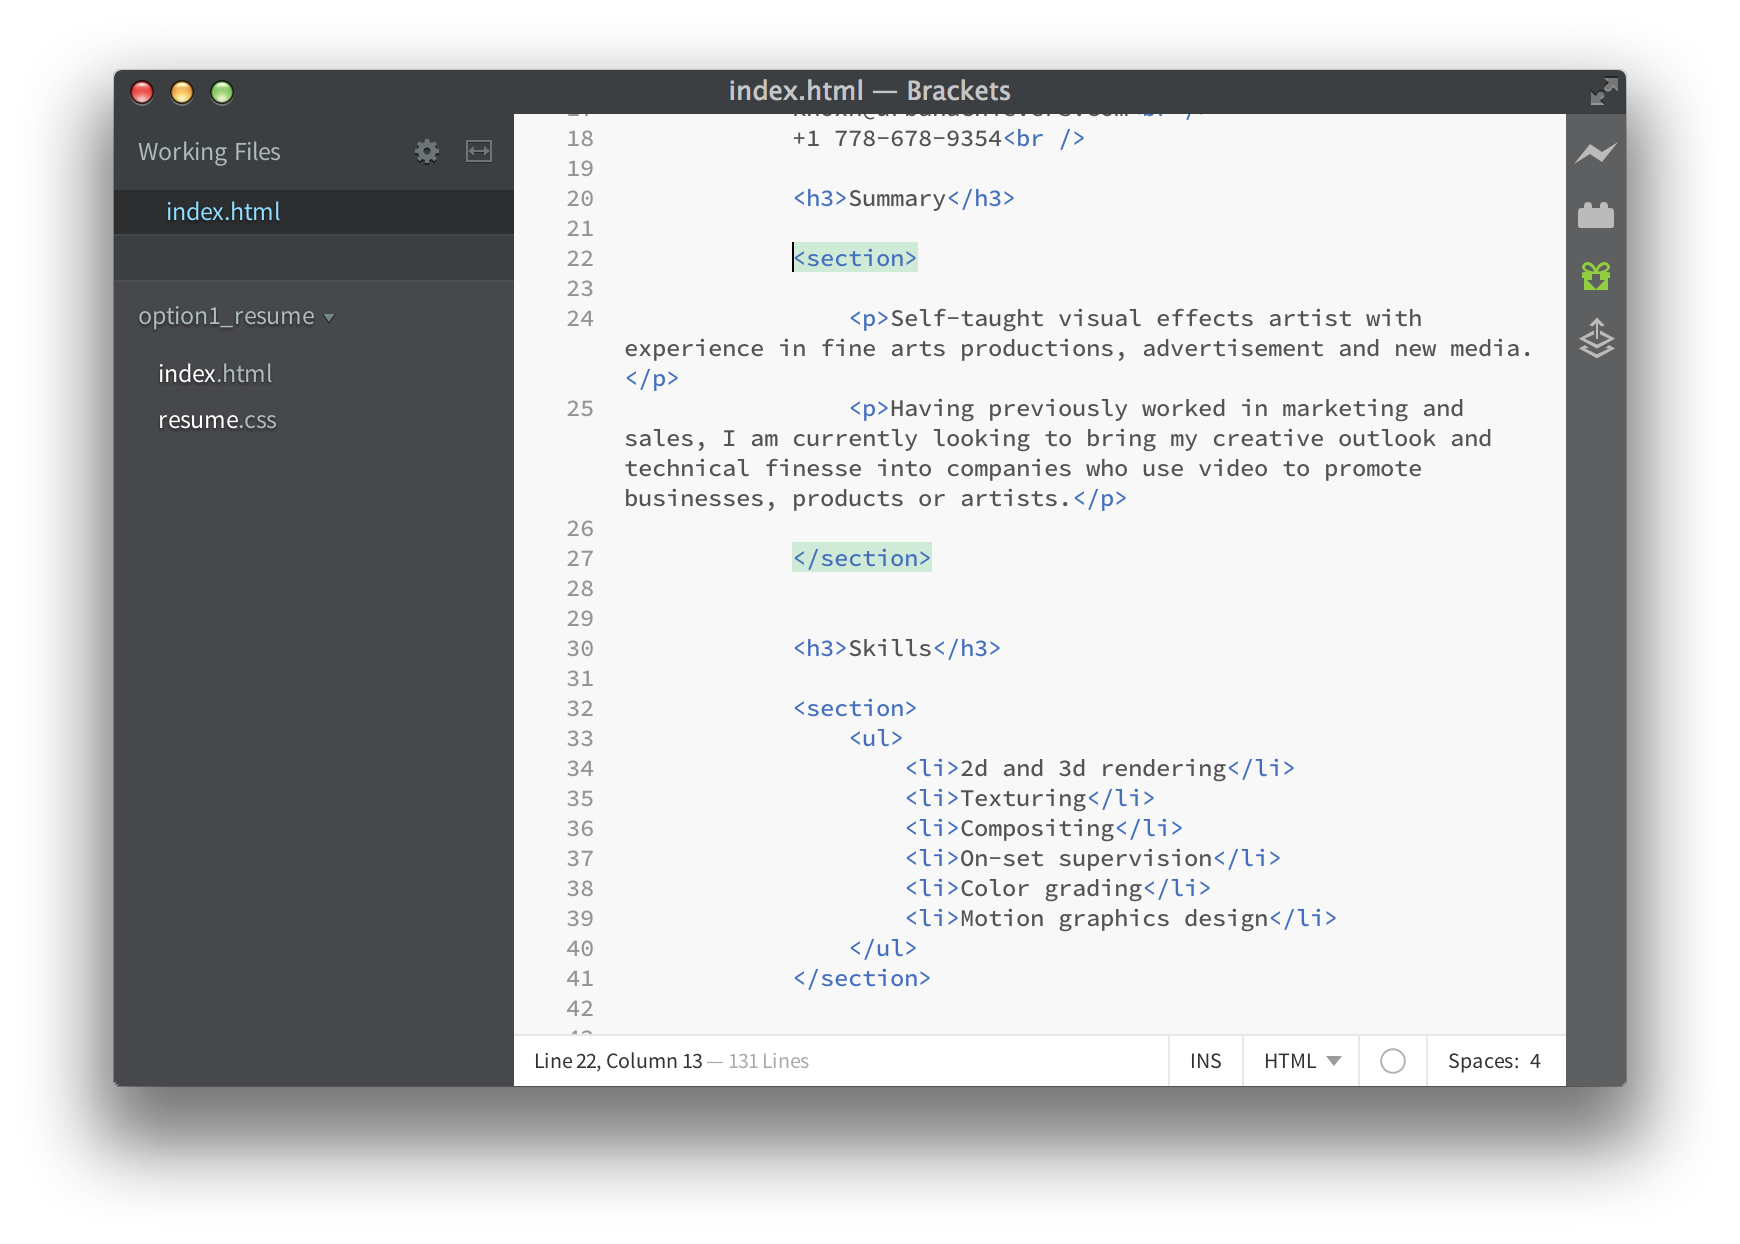 index.html — Brackets
Working Files
index.html
option1_resume
index.html
resume.css
18 +1 778-678-9354<br />
19
20 <h3>Summary</h3>
21
22 <section>
23
24 <p>Self-taught visual effects artist with
experience in fine arts productions, advertisement and new media.
</p>
25 <p>Having previously worked in marketing and
sales, I am currently looking to bring my creative outlook and
technical finesse into companies who use video to promote
businesses, products or artists.</p>
26
27 </section>
28
29
30 <h3>Skills</h3>
31
32 <section>
33 <ul>
34 <li>2d and 3d rendering</li>
35 <li>Texturing</li>
36 <li>Compositing</li>
37 <li>On-set supervision</li>
38 <li>Color grading</li>
39 <li>Motion graphics design</li>
40 </ul>
41 </section>
42
Line 22, Column 13 — 131 Lines
INS
HTML
Spaces: 4